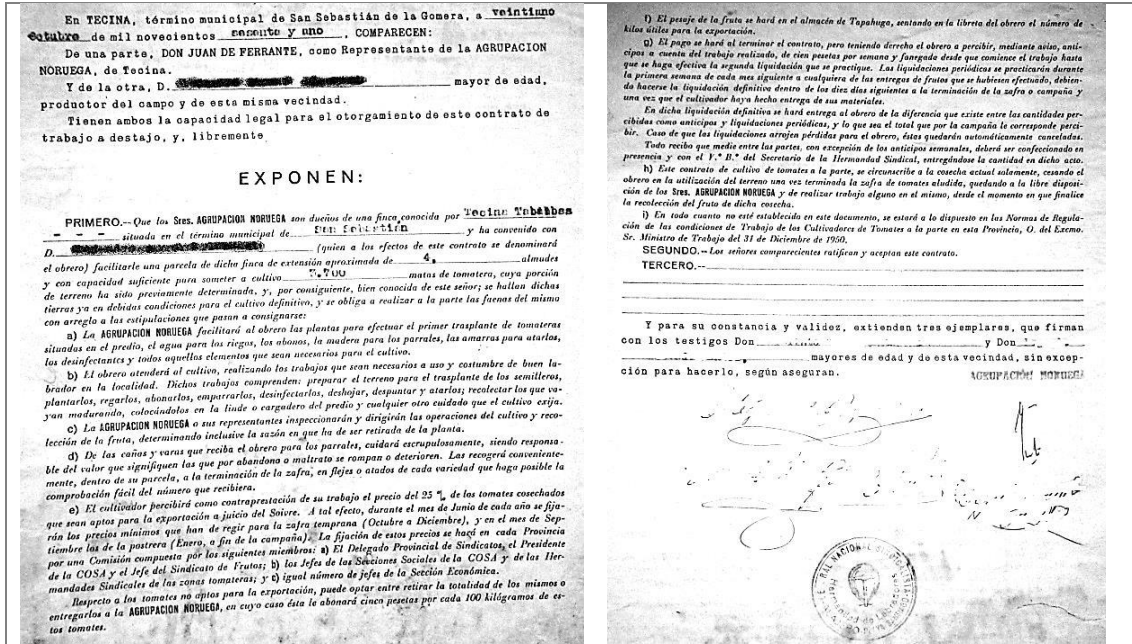 En TECINA, término municipal de San Sebastián de la Gomera, a veintiuno
octubre de mil novecientos sesenta y uno, COMPARECEN:
De una parte, DON JUAN DE FERRANTE, como Representante de la AGRUPACION
NORUEGA, de Tecina.
Y de la otra, D. mayor de edad,
productor del campo y de esta misma vecindad.
Tienen ambos la capacidad legal para el otorgamiento de este contrato de
trabajo a destajo, y, libremente
EXPONEN:
PRIMERO.-- Que los Sres. AGRUPACION NORUEGA son dueños de una finca conocida por Tecina
- - - situada en el término municipal de San Sebastián y ha convenido con
D. (quien a los efectos de este contrato se denominará
el obrero) facilitarle una parcela de dicha finca de extensión aproximada de 4, almudes
y con capacidad suficiente para someter a cultivo 3.700 matas de tomatera, cuya porción
de terreno ha sido previamente determinada, y, por consiguiente, bien conocida de este señor; se hallan dichas
tierras ya en debidas condiciones para el cultivo definitivo, y se obliga a realizar a la parte las faenas del mismo
con arreglo a las estipulaciones que pasan a consignarse:
a) La AGRUPACION NORUEGA facilitará al obrero las plantas para efectuar el primer trasplante de tomateras
situadas en el predio, el agua para los riegos, los abonos, la madera para los parrales, las amarras para atarlos,
los desinfectantes y todos aquellos elementos que sean necesarios para el cultivo.
b) El obrero atenderá al cultivo, realizando los trabajos que sean necesarios a uso y costumbre de buen la-
brador en la localidad. Dichos trabajos comprenden: preparar el terreno para el trasplante de los semilleros,
plantarlos, regarlos, abonarlos, emparrarlos, desinfectarlos, deshojar, despuntar y atarlos; recolectar los que va-
yan madurando, colocándolos en la linde o cargadero del predio y cualquier otro cuidado que el cultivo exija.
c) La AGRUPACION NORUEGA o sus representantes inspeccionarán y dirigirán las operaciones del cultivo y reco-
lección de la fruta, determinando inclusive la sazón en que ha de ser retirada de la planta.
d) De las cañas y varas que reciba el obrero para los parrales, cuidará escrupulosamente, siendo responsa-
ble del valor que signifiquen las que por abandono o maltrato se rompan o deterioren. Las recogerá conveniente-
mente, dentro de su parcela, a la terminación de la zafra, en flejes o atados de cada variedad que haga posible la
comprobación fácil del número que recibiera.
e) El cultivador percibirá como contraprestación de su trabajo el precio del 25 % de los tomates cosechados
que sean aptos para la exportación a juicio del Soivre. A tal efecto, durante el mes de Junio de cada año se fija-
rán los precios mínimos que han de regir para la zafra temprana (Octubre a Diciembre), y en el mes de Sep-
tiembre los de la postrera (Enero, a fin de la campaña). La fijación de estos precios se hará en cada Provincia
por una Comisión compuesta por los siguientes miembros: a) El Delegado Provincial de Sindicatos, el Presidente
de la COSA y el Jefe del Sindicato de Frutos; b) los Jefes de las Secciones Sociales de la COSA y de las Her-
mandades Sindicales de las zonas tomateras; y c) igual número de jefes de la Sección Económica.
Respecto a los tomates no aptos para la exportación, puede optar entre retirar la totalidad de los mismos o
entregarlos a la AGRUPACION NORUEGA, en cuyo caso ésta le abonará cinco pesetas por cada 100 kilógramos de es-
tos tomates.
f) El pesaje de la fruta se hará en el almacén de Tapahuga, sentando en la libreta del obrero el número de
kilos útiles para la exportación.
g) El pago se hará al terminar el contrato, pero teniendo derecho el obrero a percibir, mediante aviso, anti-
cipos a cuenta del trabajo realizado, de cien pesetas por semana y fanegada desde que comience el trabajo hasta
que se haga efectiva la segunda liquidación que se practique. Las liquidaciones periódicas se practicarán durante
la primera semana de cada mes siguiente a cualquiera de las entregas de frutos que se hubiesen efectuado, debien-
do hacerse la liquidación definitiva dentro de los diez días siguientes a la terminación de la zafra o campaña y
una vez que el cultivador haya hecho entrega de sus materiales.
En dicha liquidación definitiva se hará entrega al obrero de la diferencia que existe entre las cantidades per-
cibidas como anticipos y liquidaciones periódicas, y lo que sea el total que por la campaña le corresponde perci-
bir. Caso de que las liquidaciones arrojen pérdidas para el obrero, éstas quedarán automáticamente canceladas.
Todo recibo que medie entre las partes, con excepción de los anticipos semanales, deberá ser confeccionado en
presencia y con el V.º B.º del Secretario de la Hermandad Sindical, entregándose la cantidad en dicho acto.
h) Este contrato de cultivo de tomates a la parte, se circunscribe a la cosecha actual solamente, cesando el
obrero en la utilización del terreno una vez terminada la zafra de tomates aludida, quedando a la libre disposi-
ción de los Sres. AGRUPACION NORUEGA y de realizar trabajo alguno en el mismo, desde el momento en que finalice
la recolección del fruto de dicha cosecha.
i) En todo cuanto no esté establecido en este documento, se estará a lo dispuesto en las Normas de Regula-
ción de las condiciones de Trabajo de los Cultivadores de Tomates a la parte en esta Provincia, O. del Excmo.
Sr. Ministro de Trabajo del 31 de Diciembre de 1950.
SEGUNDO.-- Los señores comparecientes ratifican y aceptan este contrato.
TERCERO.--
Y para su constancia y validez, extienden tres ejemplares, que firman
con los testigos Don y Don
mayores de edad y de esta vecindad, sin excep-
ción para hacerlo, según aseguran.
AGRUPACIÓN NORUEGA